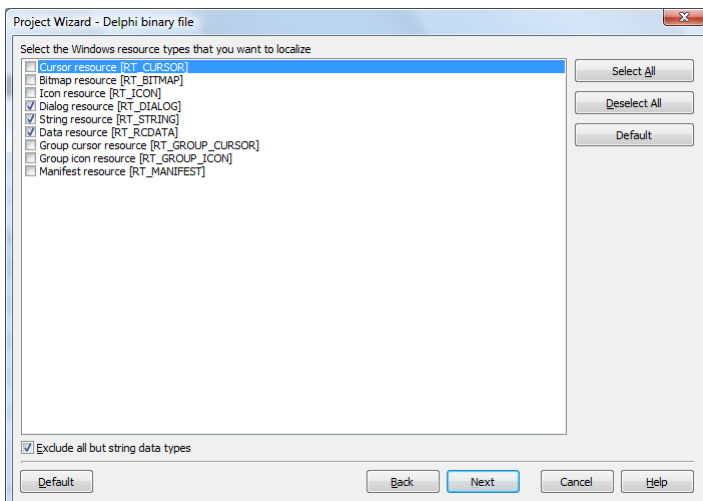 Project Wizard - Delphi binary file
Select the Windows resource types that you want to localize
Cursor resource [RT_CURSOR]
Bitmap resource [RT_BITMAP]
Icon resource [RT_ICON]
Dialog resource [RT_DIALOG]
String resource [RT_STRING]
Data resource [RT_RCDATA]
Group cursor resource [RT_GROUP_CURSOR]
Group icon resource [RT_GROUP_ICON]
Manifest resource [RT_MANIFEST]
Select All
Deselect All
Default
Exclude all but string data types
Default
Back
Next
Cancel
Help